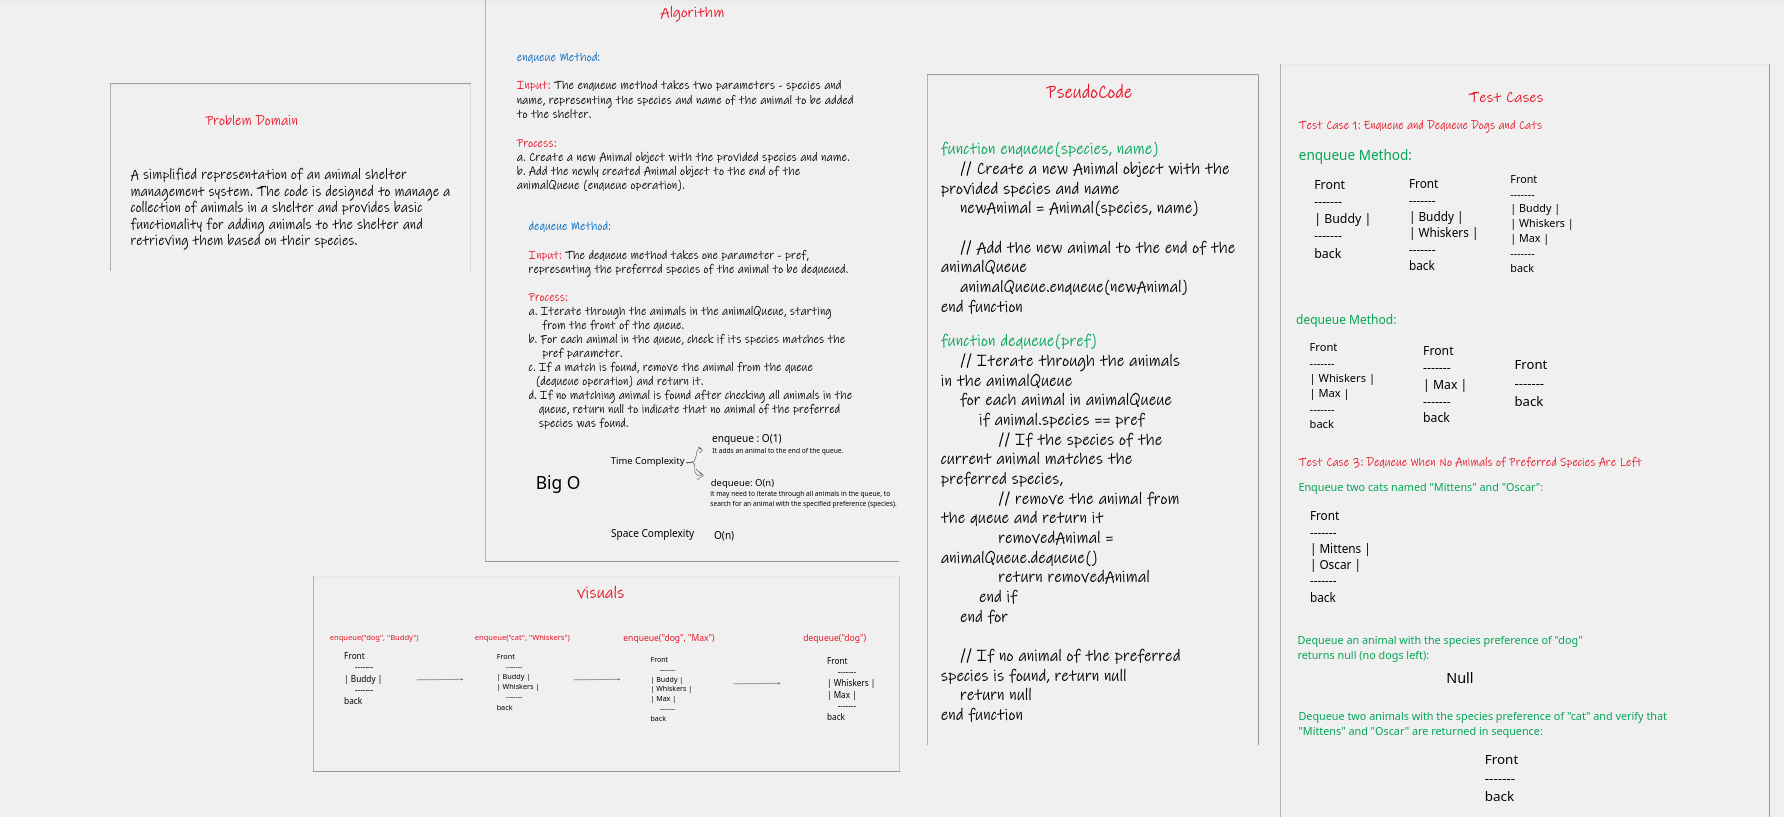 Problem Domain
A simplified representation of an animal shelter
management system. The code is designed to manage a
collection of animals in a shelter and provides basic
functionality for adding animals to the shelter and
retrieving them based on their species.
Algorithm
enqueue Method:
Input: The enqueue method takes two parameters - species and
name, representing the species and name of the animal to be added
to the shelter.
Process:
a. Create a new Animal object with the provided species and name.
b. Add the newly created Animal object to the end of the
animalQueue (enqueue operation).
dequeue Method:
Input: The dequeue method takes one parameter - pref,
representing the preferred species of the animal to be dequeued.
Process:
a. Iterate through the animals in the animalQueue, starting
from the front of the queue.
b. For each animal in the queue, check if its species matches the
pref parameter.
c. If a match is found, remove the animal from the queue
(dequeue operation) and return it.
d. If no matching animal is found after checking all animals in the
queue, return null to indicate that no animal of the preferred
species was found.
Big O
Time Complexity
enqueue : O(1)
It adds an animal to the end of the queue.
dequeue: O(n)
it may need to iterate through all animals in the queue, to
search for an animal with the specified preference (species).
Space Complexity O(n)
Visuals
enqueue("dog", "Buddy")
Front
-------
| Buddy |
-------
back
enqueue("cat", "Whiskers")
Front
-------
| Buddy |
| Whiskers |
-------
back
enqueue("dog", "Max")
Front
-------
| Buddy |
| Whiskers |
| Max |
-------
back
dequeue("dog")
Front
-------
| Whiskers |
| Max |
-------
back
PseudoCode
function enqueue(species, name)
// Create a new Animal object with the
provided species and name
newAnimal = Animal(species, name)
// Add the new animal to the end of the
animalQueue
animalQueue.enqueue(newAnimal)
end function
function dequeue(pref)
// Iterate through the animals
in the animalQueue
for each animal in animalQueue
if animal.species == pref
// If the species of the
current animal matches the
preferred species,
// remove the animal from
the queue and return it
removedAnimal =
animalQueue.dequeue()
return removedAnimal
end if
end for
// If no animal of the preferred
species is found, return null
return null
end function
Test Cases
Test Case 1: Enqueue and Dequeue Dogs and Cats
enqueue Method:
Front
-------
| Buddy |
-------
back
Front
-------
| Buddy |
| Whiskers |
-------
back
Front
-------
| Buddy |
| Whiskers |
| Max |
-------
back
dequeue Method:
Front
-------
| Whiskers |
| Max |
-------
back
Front
-------
| Max |
-------
back
Front
-------
back
Test Case 3: Dequeue When No Animals of Preferred Species Are Left
Enqueue two cats named "Mittens" and "Oscar":
Front
-------
| Mittens |
| Oscar |
-------
back
Dequeue an animal with the species preference of "dog"
returns null (no dogs left):
Null
Dequeue two animals with the species preference of "cat" and verify that
"Mittens" and "Oscar" are returned in sequence:
Front
-------
back